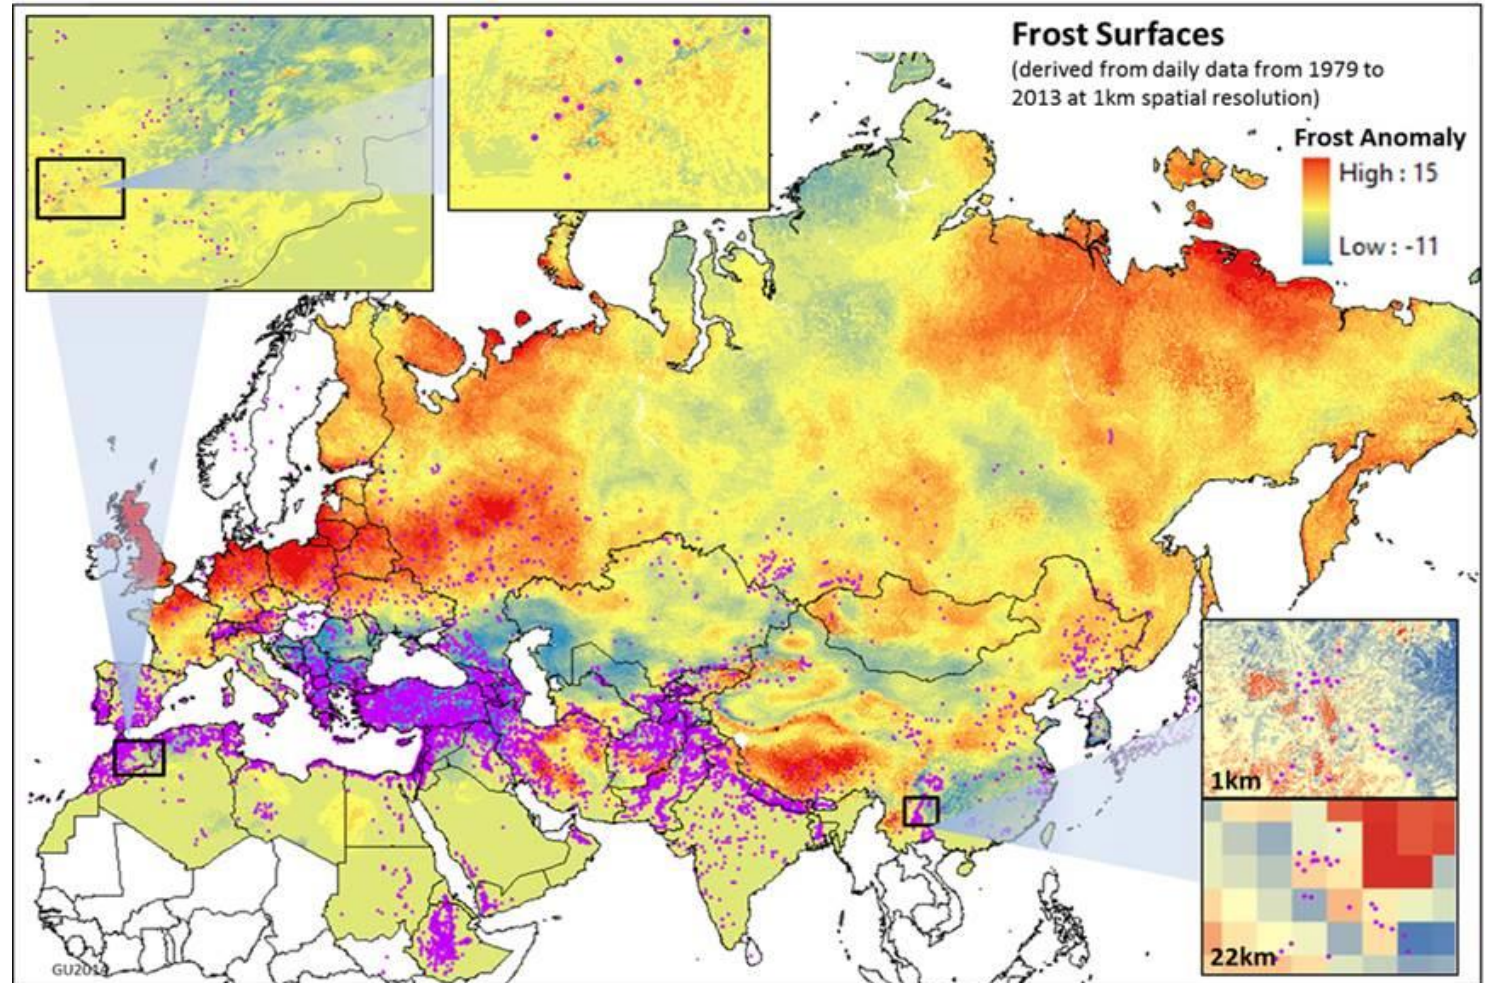 Frost Surfaces
(derived from daily data from 1979 to
2013 at 1km spatial resolution)
Frost Anomaly
High : 15
Low : -11
1km
22km